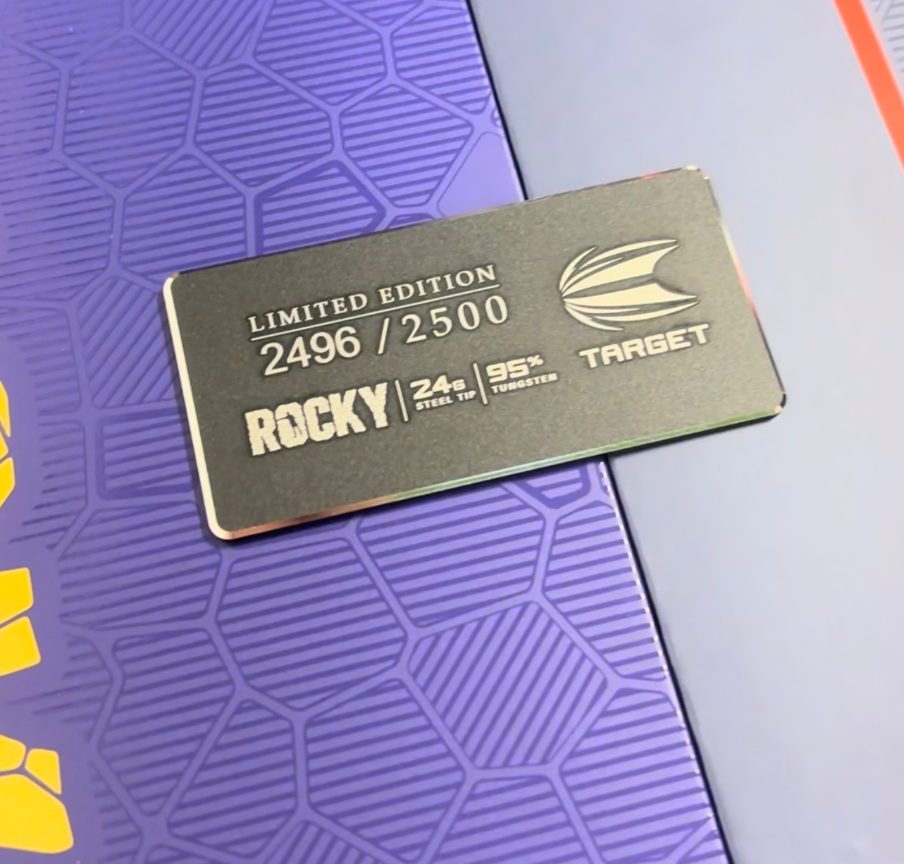 LIMITED EDITION
2496 / 2500
ROCKY
24G
STEEL TIP
95%
TUNGSTEN
TARGET